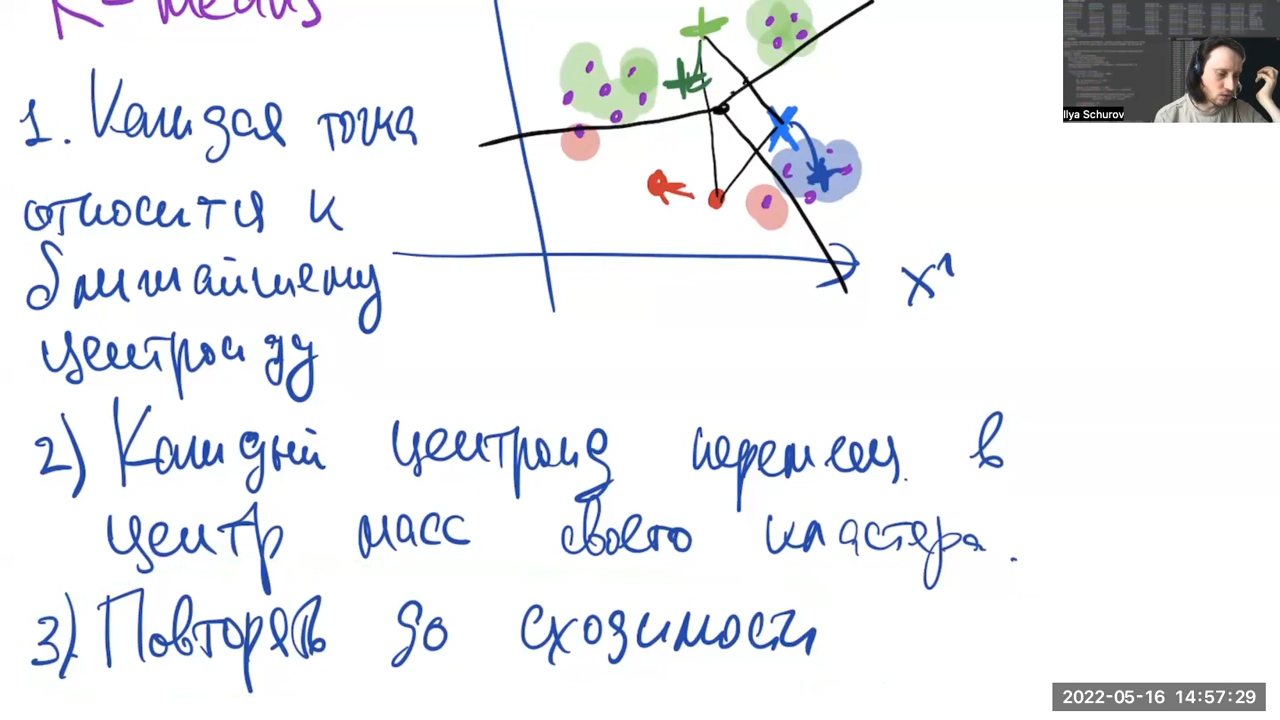 K-means
1. Каждая точка
относится к
ближайшему
центроиду
x¹
2) Каждый центроид перемещ. в
центр масс своего кластера.
3) Повторять до сходимости
Ilya Schurov
2022-05-16 14:57:29